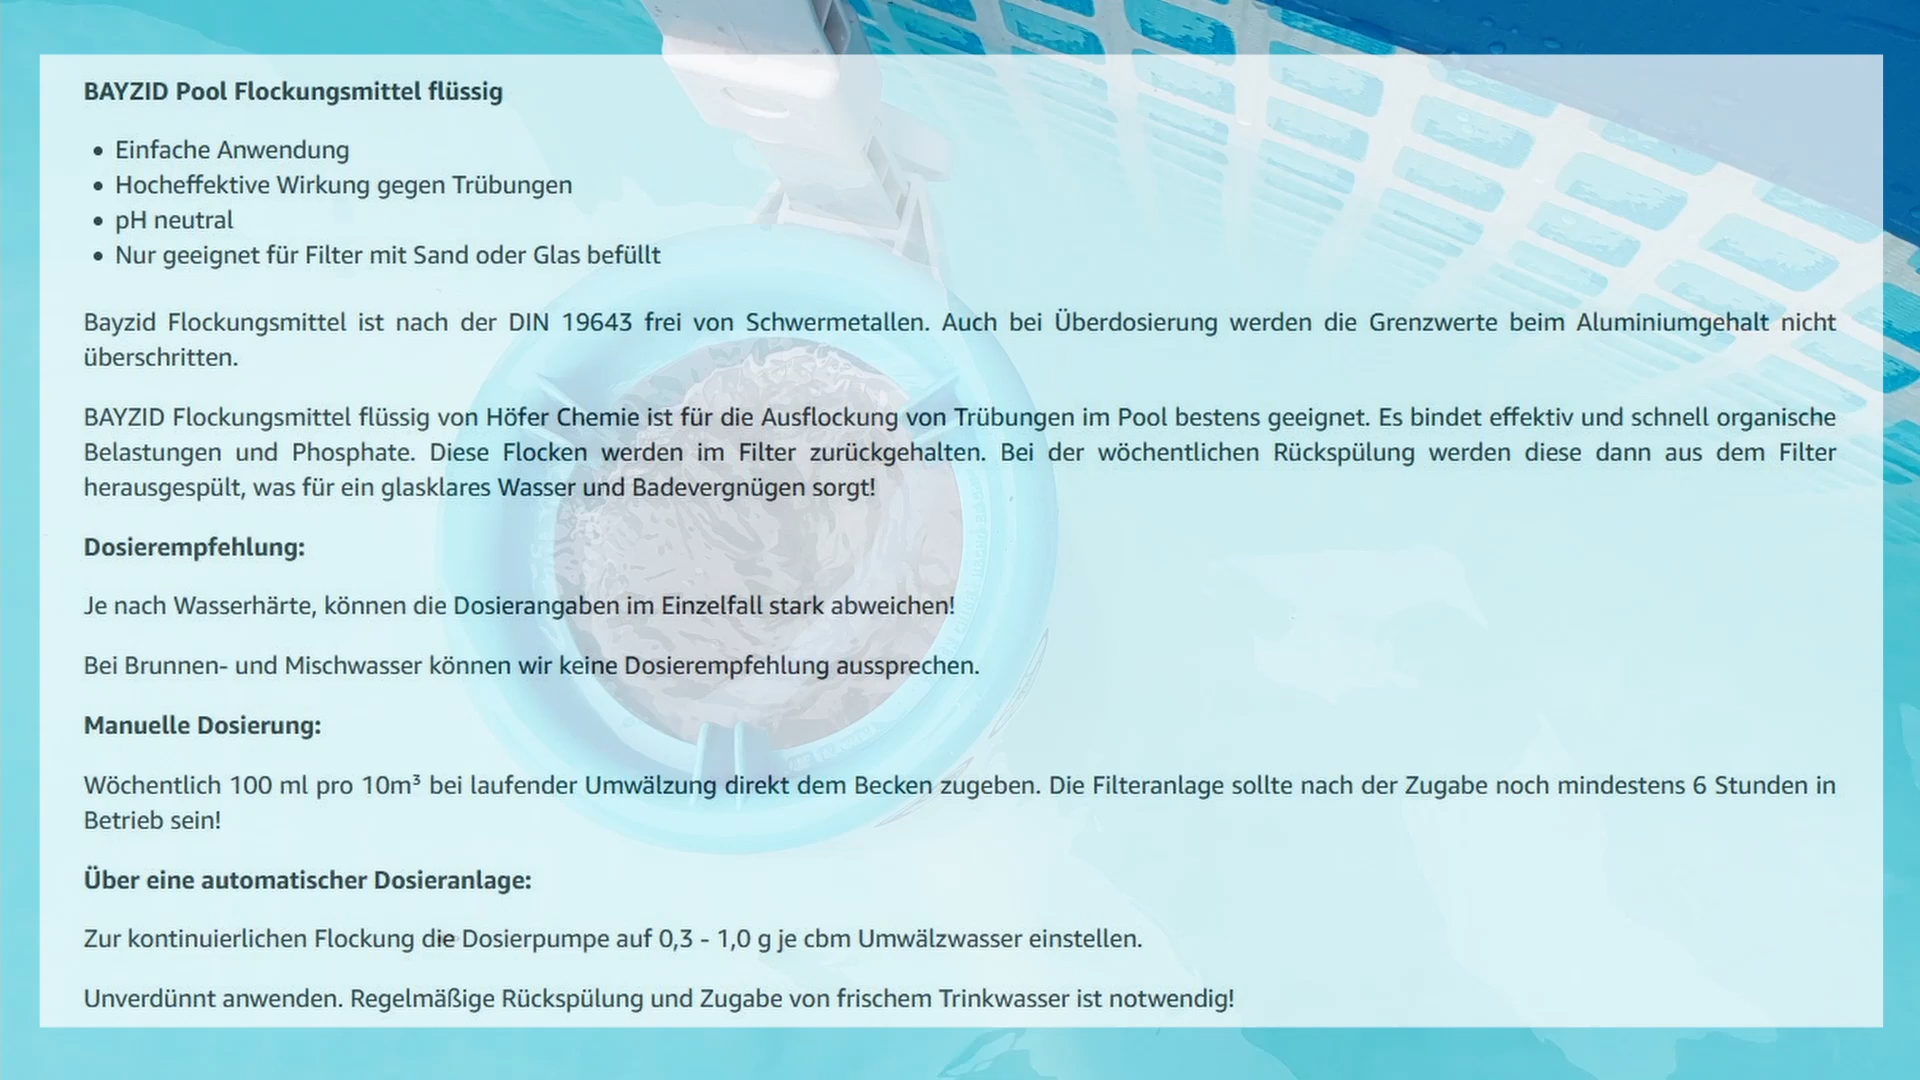 BAYZID Pool Flockungsmittel flüssig
• Einfache Anwendung
• Hocheffektive Wirkung gegen Trübungen
• pH neutral
• Nur geeignet für Filter mit Sand oder Glas befüllt
Bayzid Flockungsmittel ist nach der DIN 19643 frei von Schwermetallen. Auch bei Überdosierung werden die Grenzwerte beim Aluminiumgehalt nicht
überschritten.
BAYZID Flockungsmittel flüssig von Höfer Chemie ist für die Ausflockung von Trübungen im Pool bestens geeignet. Es bindet effektiv und schnell organische
Belastungen und Phosphate. Diese Flocken werden im Filter zurückgehalten. Bei der wöchentlichen Rückspülung werden diese dann aus dem Filter
herausgespült, was für ein glasklares Wasser und Badevergnügen sorgt!
Dosierempfehlung:
Je nach Wasserhärte, können die Dosierangaben im Einzelfall stark abweichen!
Bei Brunnen- und Mischwasser können wir keine Dosierempfehlung aussprechen.
Manuelle Dosierung:
Wöchentlich 100 ml pro 10m³ bei laufender Umwälzung direkt dem Becken zugeben. Die Filteranlage sollte nach der Zugabe noch mindestens 6 Stunden in
Betrieb sein!
Über eine automatischer Dosieranlage:
Zur kontinuierlichen Flockung die Dosierpumpe auf 0,3 - 1,0 g je cbm Umwälzwasser einstellen.
Unverdünnt anwenden. Regelmäßige Rückspülung und Zugabe von frischem Trinkwasser ist notwendig!